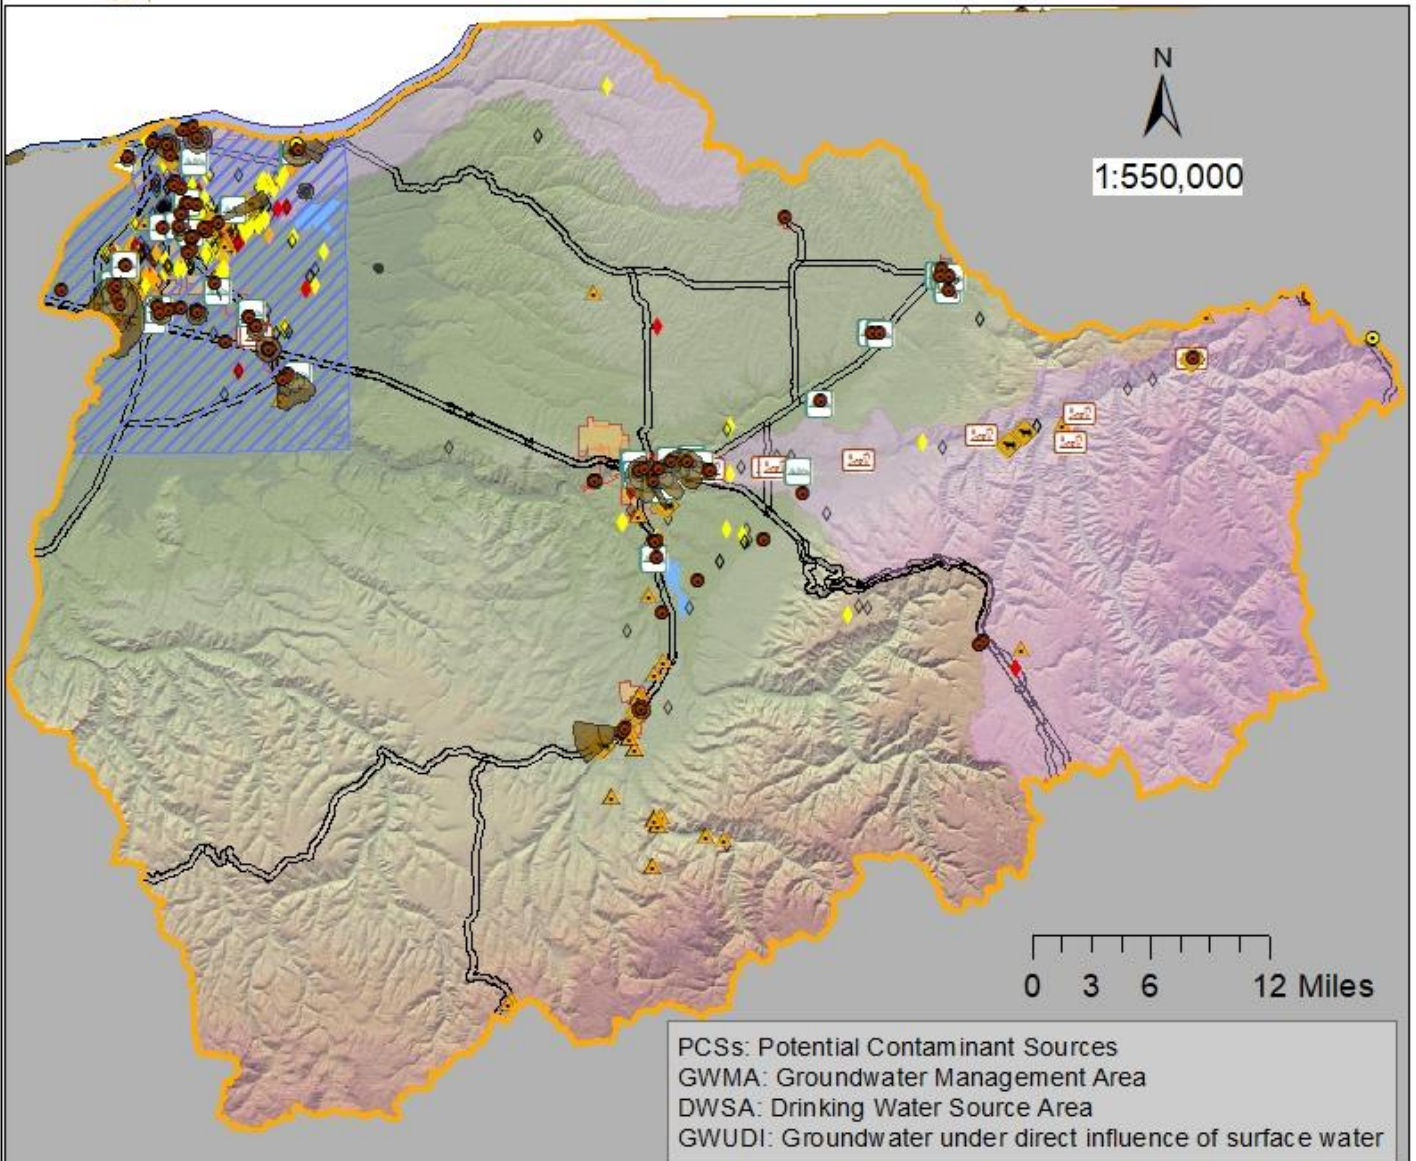 N
1:550,000
0 3 6 12 Miles
PCSs: Potential Contaminant Sources
GWMA: Groundwater Management Area
DWSA: Drinking Water Source Area
GWUDI: Groundwater under direct influence of surface water